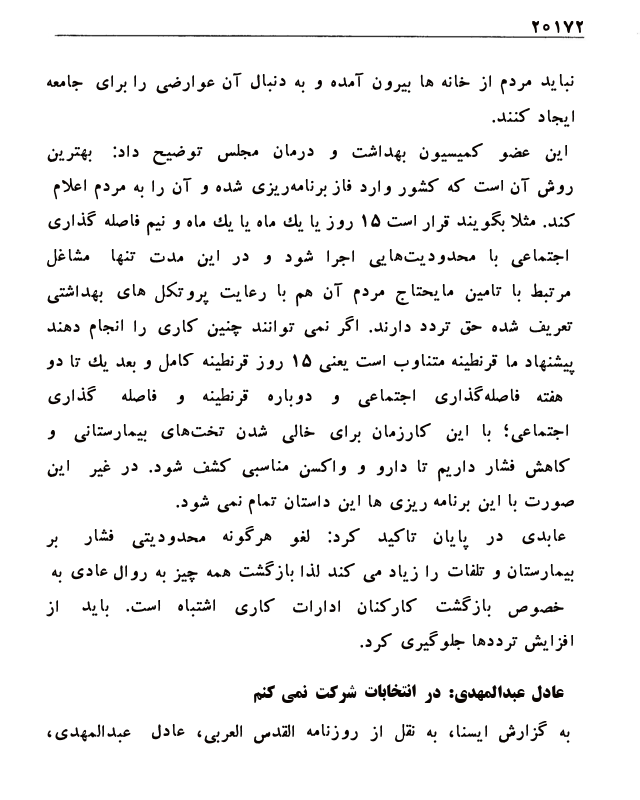 ۲۰۱۷۲
نباید مردم از خانه ها بیرون آمده و به دنبال آن عوارضی را برای جامعه
ایجاد کنند.
این عضو کمیسیون بهداشت و درمان مجلس توضیح داد: بهترین
روش آن است که کشور وارد فاز برنامه‌ریزی شده و آن را به مردم اعلام
کند. مثلا بگویند قرار است ۱۵ روز یا یك ماه یا یك ماه و نیم فاصله گذاری
اجتماعی با محدودیت‌هایی اجرا شود و در این مدت تنها مشاغل
مرتبط با تامین مایحتاج مردم آن هم با رعایت پروتکل های بهداشتی
تعریف شده حق تردد دارند. اگر نمی توانند چنین کاری را انجام دهند
پیشنهاد ما قرنطینه متناوب است یعنی ۱۵ روز قرنطینه کامل و بعد یك تا دو
هفته فاصله‌گذاری اجتماعی و دوباره قرنطینه و فاصله گذاری
اجتماعی؛ با این کارزمان برای خالی شدن تخت‌های بیمارستانی و
کاهش فشار داریم تا دارو و واکسن مناسبی کشف شود. در غیر این
صورت با این برنامه ریزی ها این داستان تمام نمی شود.
عابدی در پایان تاکید کرد: لغو هرگونه محدودیتی فشار بر
بیمارستان و تلفات را زیاد می کند لذا بازگشت همه چیز به روال عادی به
خصوص بازگشت کارکنان ادارات کاری اشتباه است. باید از
افزایش ترددها جلوگیری کرد.
عادل عبدالمهدی: در انتخابات شرکت نمی کنم
به گزارش ایسنا، به نقل از روزنامه القدس العربی، عادل عبدالمهدی،